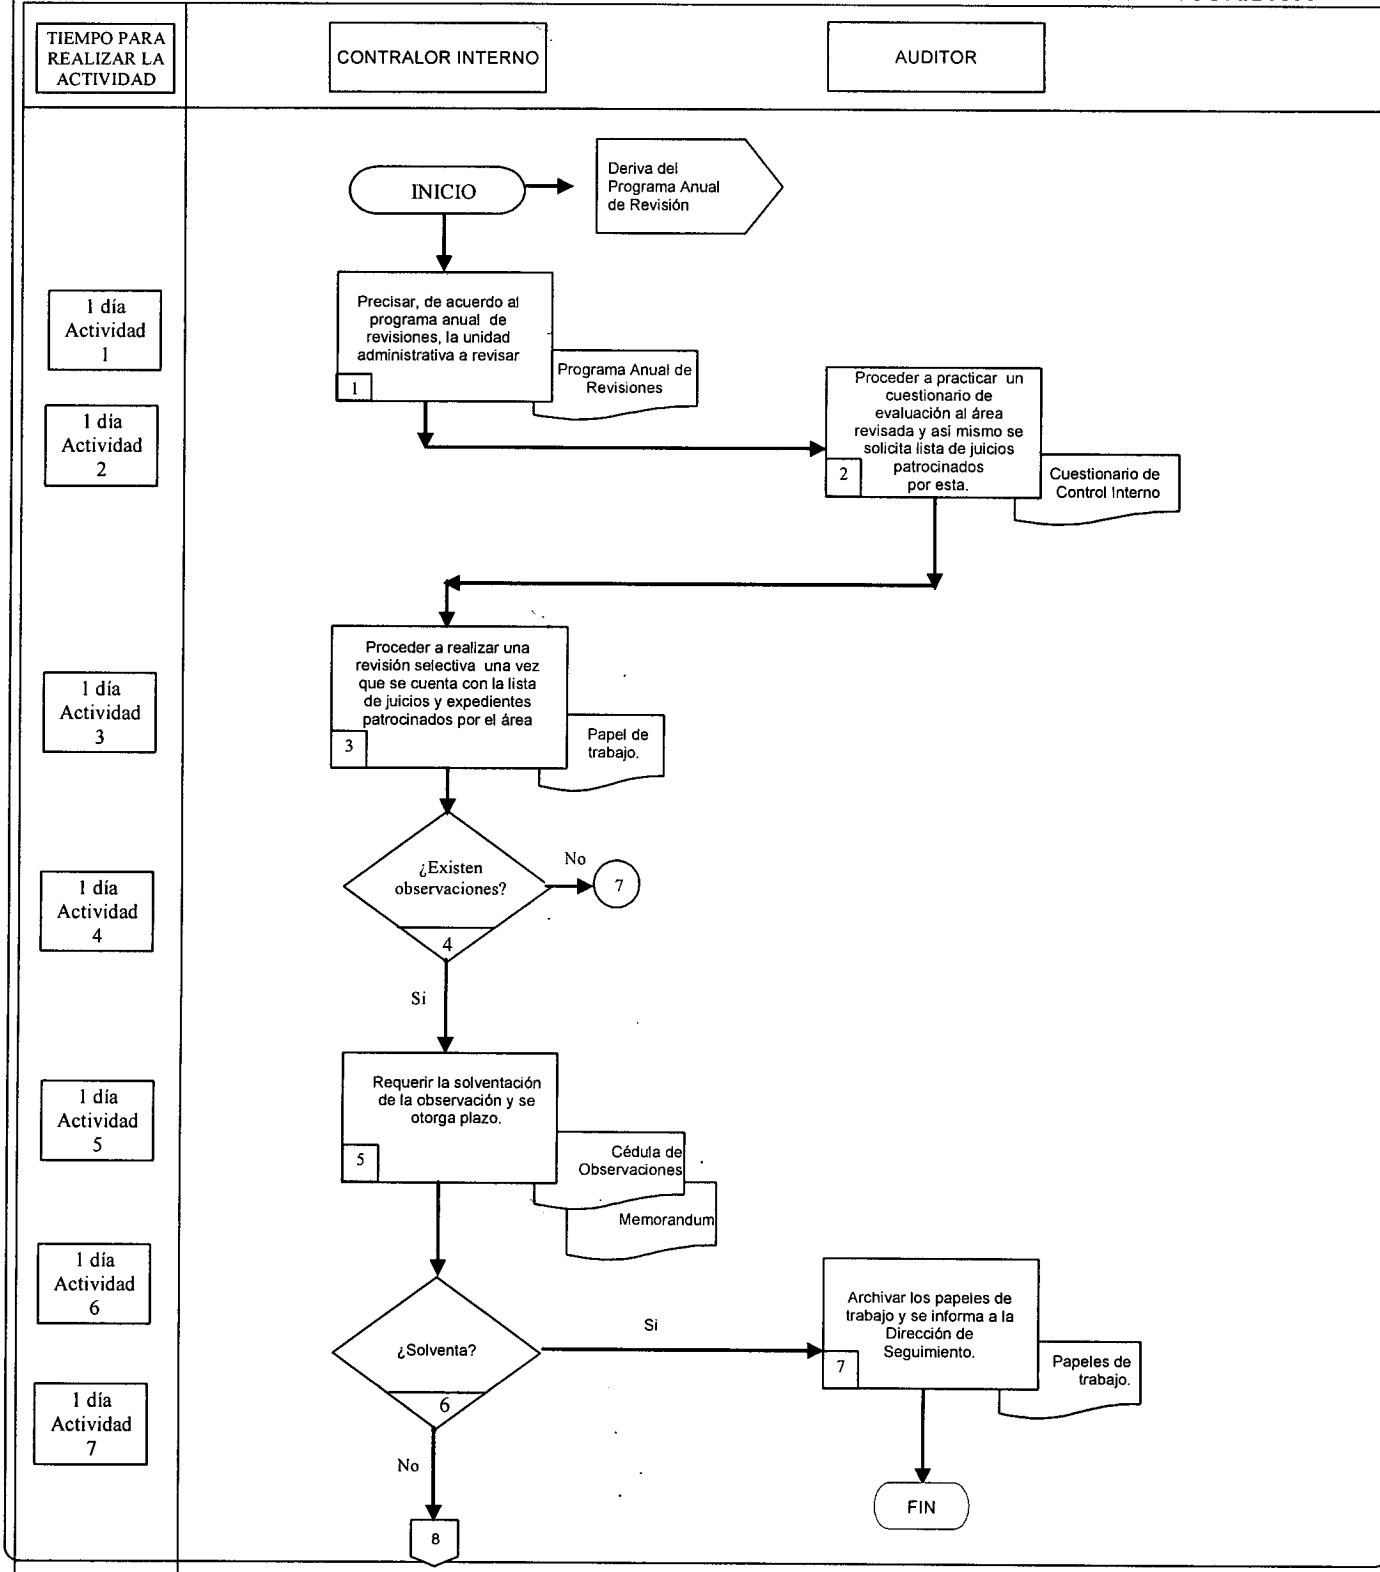 TIEMPO PARA
REALIZAR LA
ACTIVIDAD
CONTRALOR INTERNO
AUDITOR
INICIO
Deriva del
Programa Anual
de Revisión
1 día
Actividad
1
Precisar, de acuerdo al
programa anual de
revisiones, la unidad
administrativa a revisar
1
Programa Anual de
Revisiones
1 día
Actividad
2
Proceder a practicar un
cuestionario de
evaluación al área
revisada y asi mismo se
solicita lista de juicios
patrocinados
por esta.
2
Cuestionario de
Control Interno
1 día
Actividad
3
Proceder a realizar una
revisión selectiva una vez
que se cuenta con la lista
de juicios y expedientes
patrocinados por el área
3
Papel de
trabajo.
1 día
Actividad
4
¿Existen
observaciones?
4
No
7
Si
1 día
Actividad
5
Requerir la solventación
de la observación y se
otorga plazo.
5
Cédula de
Observaciones
Memorandum
1 día
Actividad
6
¿Solventa?
6
Si
Archivar los papeles de
trabajo y se informa a la
Dirección de
Seguimiento.
7
Papeles de
trabajo.
1 día
Actividad
7
No
8
FIN